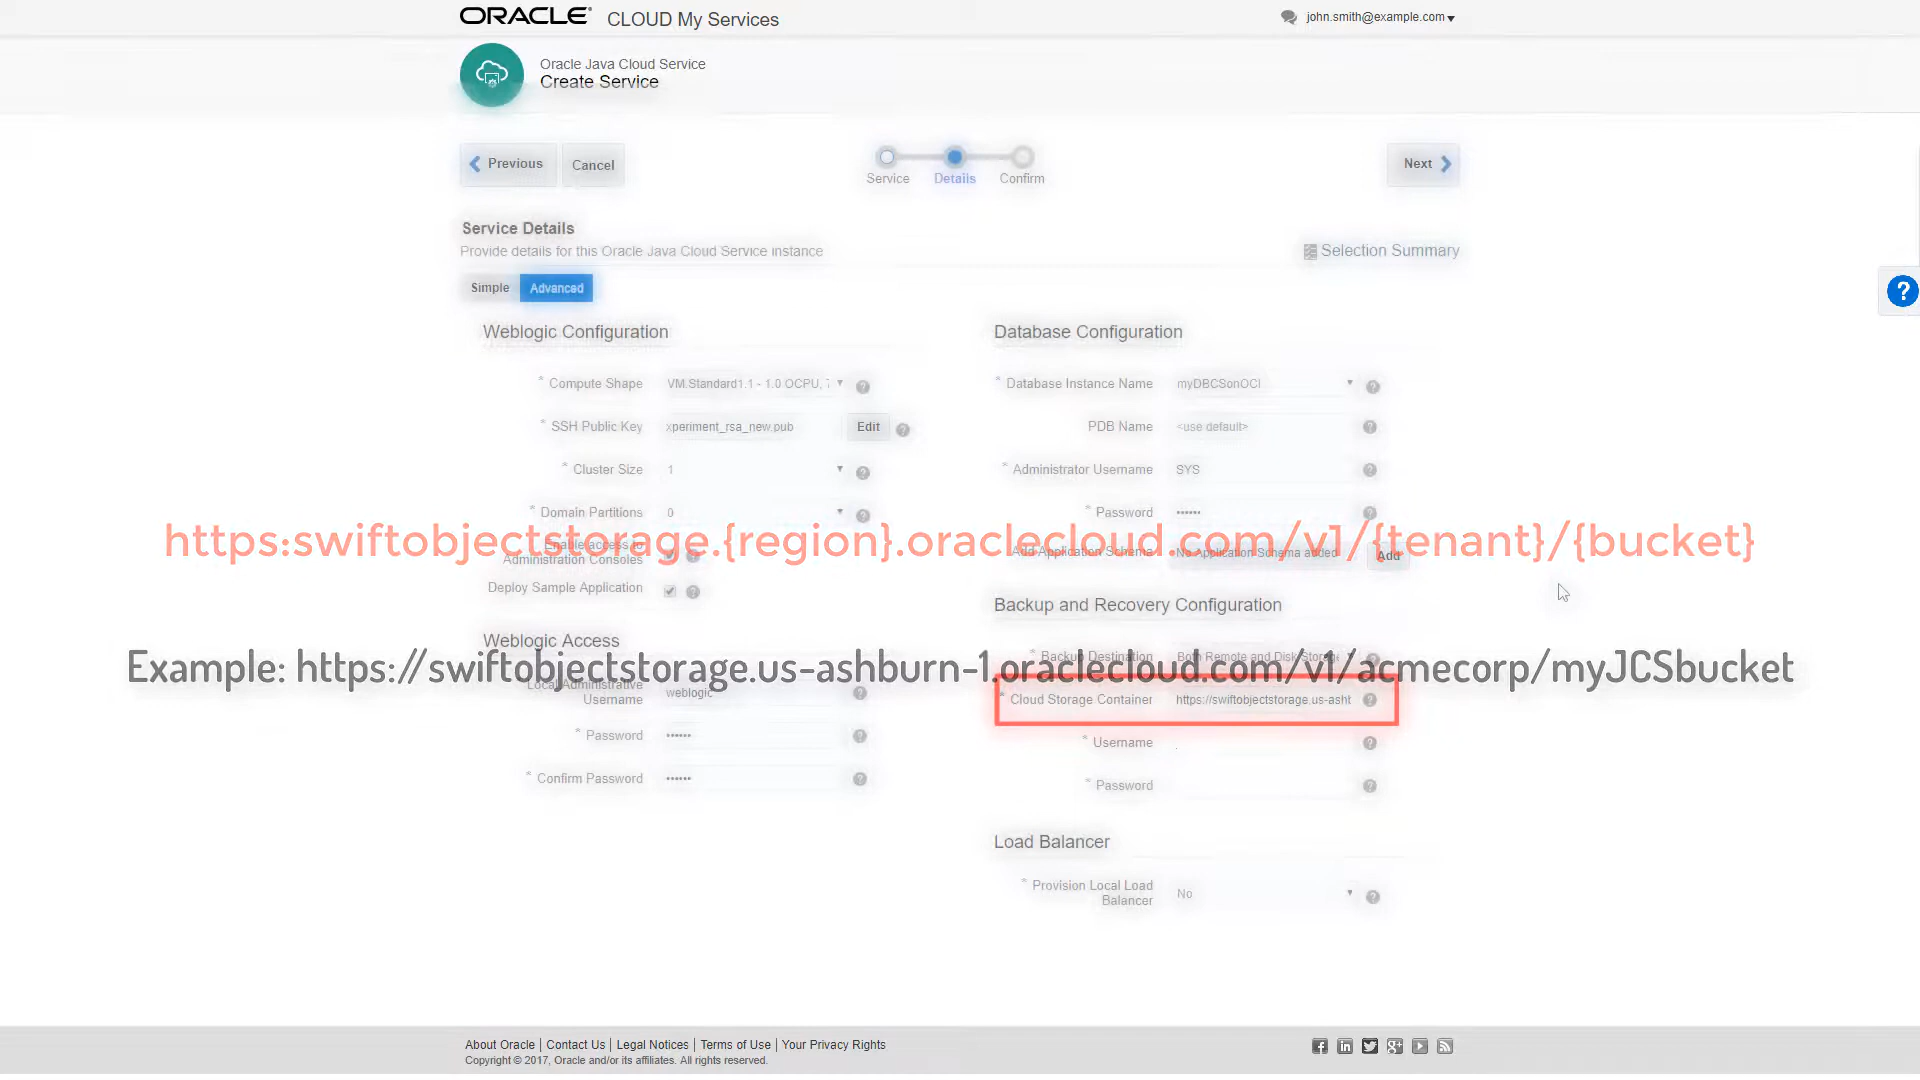 ORACLE CLOUD My Services
john.smith@example.com
Oracle Java Cloud Service
Create Service
Previous
Cancel
Service
Details
Confirm
Next
Service Details
Provide details for this Oracle Java Cloud Service instance
Selection Summary
Simple
Advanced
Weblogic Configuration
* Compute Shape VM.Standard1.1 - 1.0 OCPU, 7
* SSH Public Key xperiment_rsa_new.pub Edit
* Cluster Size 1
* Domain Partitions 0
Enable access to
Administration Consoles
Deploy Sample Application
Weblogic Access
* Local Administrative
Username weblogic
* Password ••••••
* Confirm Password ••••••
Database Configuration
* Database Instance Name myDBCSonOCI
PDB Name <use default>
* Administrator Username SYS
* Password ••••••
Add Application Schema No Application Schema added Add
https:swiftobjectstorage.{region}.oraclecloud.com/v1/{tenant}/{bucket}
Backup and Recovery Configuration
* Backup Destination Both Remote and Disk Storage
Example: https://swiftobjectstorage.us-ashburn-1.oraclecloud.com/v1/acmecorp/myJCSbucket
* Cloud Storage Container https://swiftobjectstorage.us-ashb
* Username
* Password
Load Balancer
* Provision Local Load
Balancer No
About Oracle | Contact Us | Legal Notices | Terms of Use | Your Privacy Rights
Copyright © 2017, Oracle and/or its affiliates. All rights reserved.